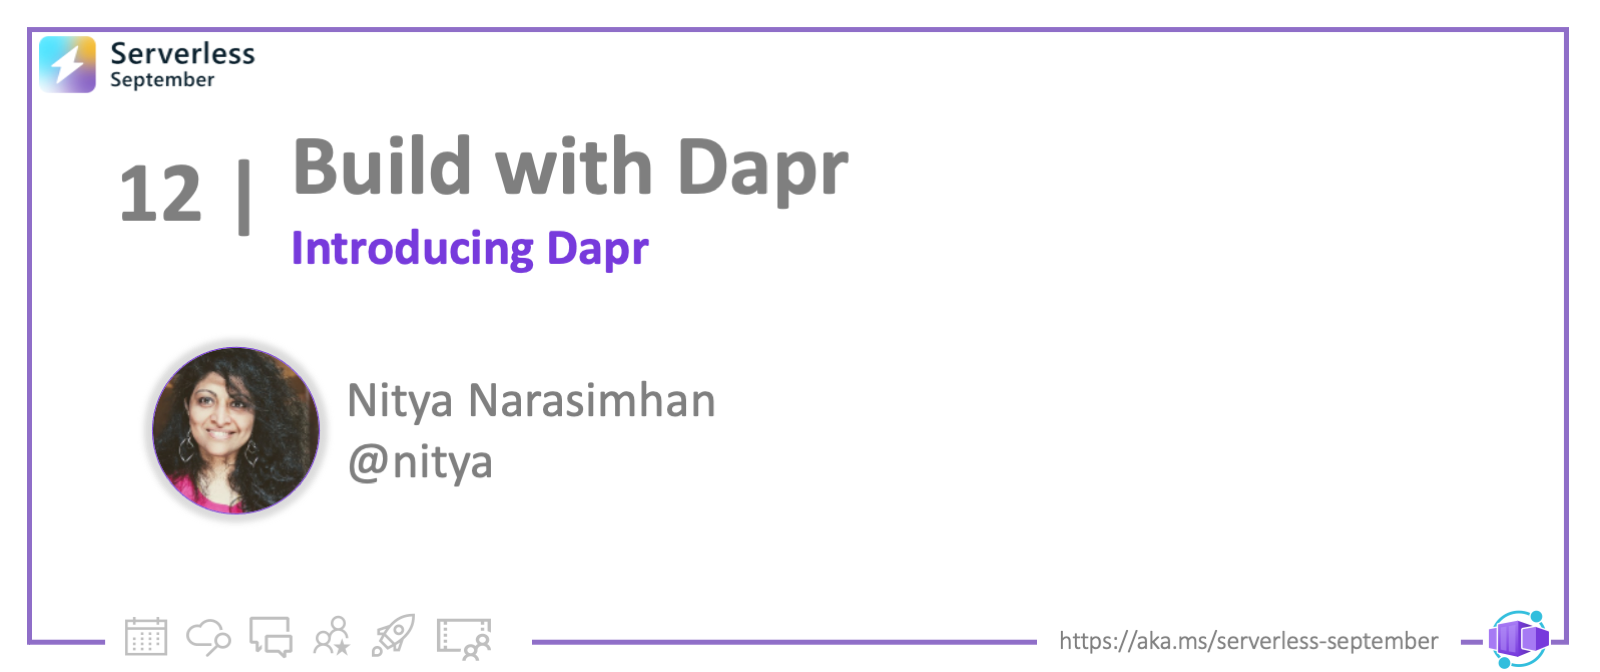 Serverless
September
12 |
Build with Dapr
Introducing Dapr
Nitya Narasimhan
@nitya
https://aka.ms/serverless-september